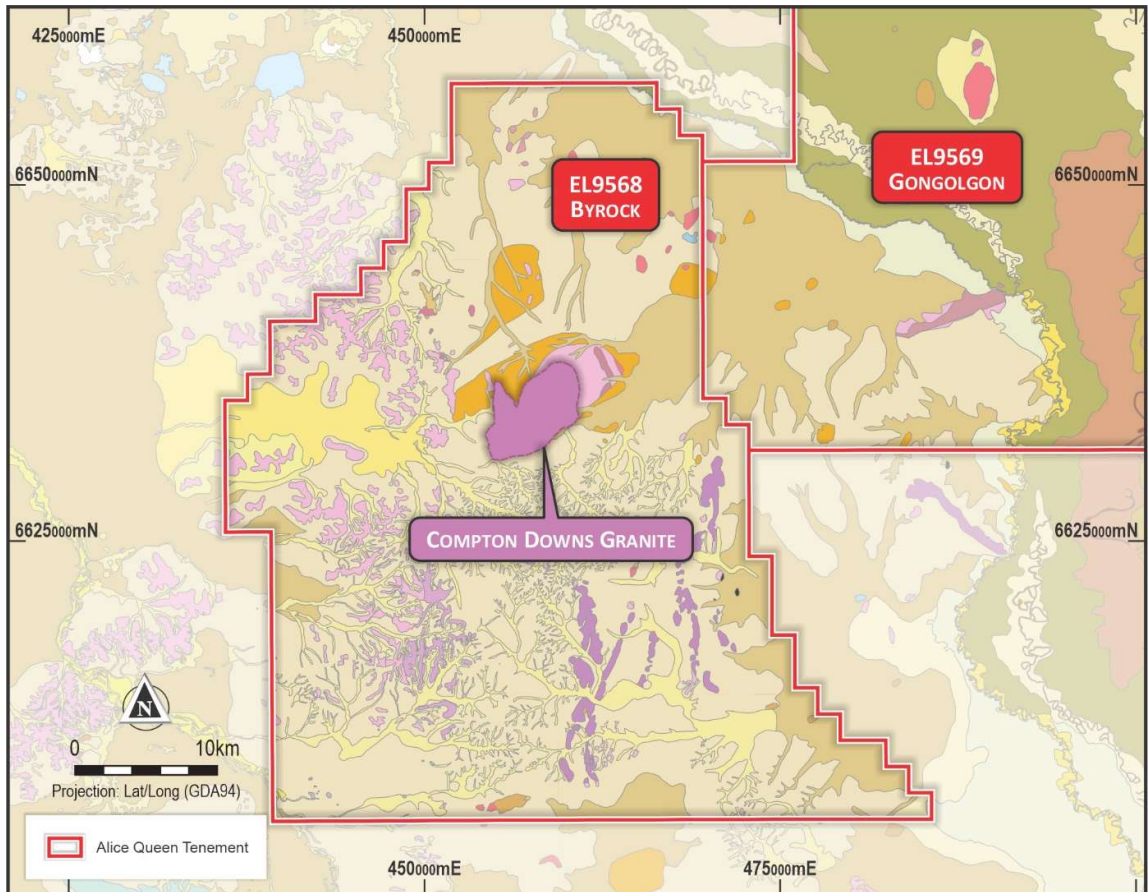 425000mE
450000mE
6650000mN
EL9568
BYROCK
EL9569
GONGOLGON
6650000mN
6625000mN
COMPTON DOWNS GRANITE
6625000mN
N
0 10km
Projection: Lat/Long (GDA94)
Alice Queen Tenement
450000mE
475000mE